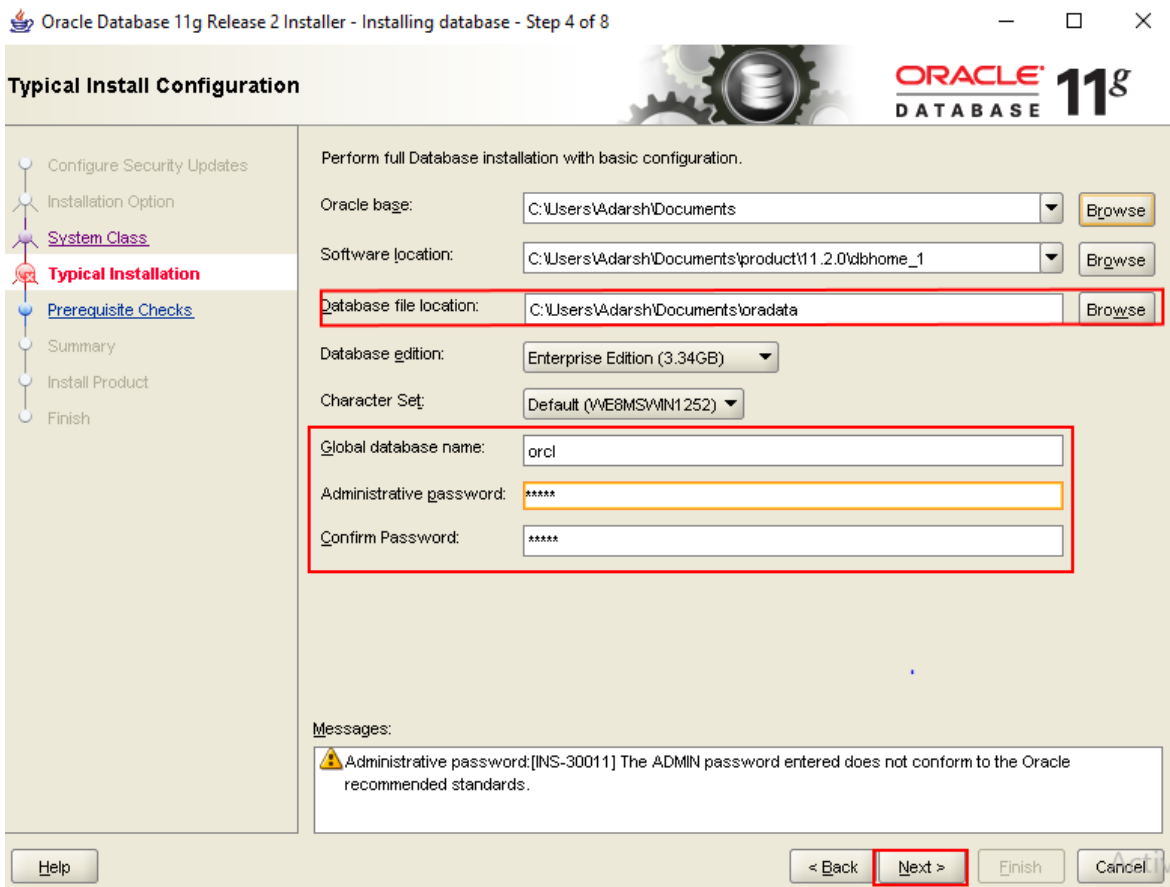 Oracle Database 11g Release 2 Installer - Installing database - Step 4 of 8
Typical Install Configuration
ORACLE
DATABASE 11g
Configure Security Updates
Installation Option
System Class
Typical Installation
Prerequisite Checks
Summary
Install Product
Finish
Perform full Database installation with basic configuration.
Oracle base: C:\Users\Adarsh\Documents Browse
Software location: C:\Users\Adarsh\Documents\product\11.2.0\dbhome_1 Browse
Database file location: C:\Users\Adarsh\Documents\oradata Browse
Database edition: Enterprise Edition (3.34GB)
Character Set: Default (WE8MSWIN1252)
Global database name: orcl
Administrative password: *****
Confirm Password: *****
Messages:
Administrative password:[INS-30011] The ADMIN password entered does not conform to the Oracle
recommended standards.
Help < Back Next > Finish Cancel